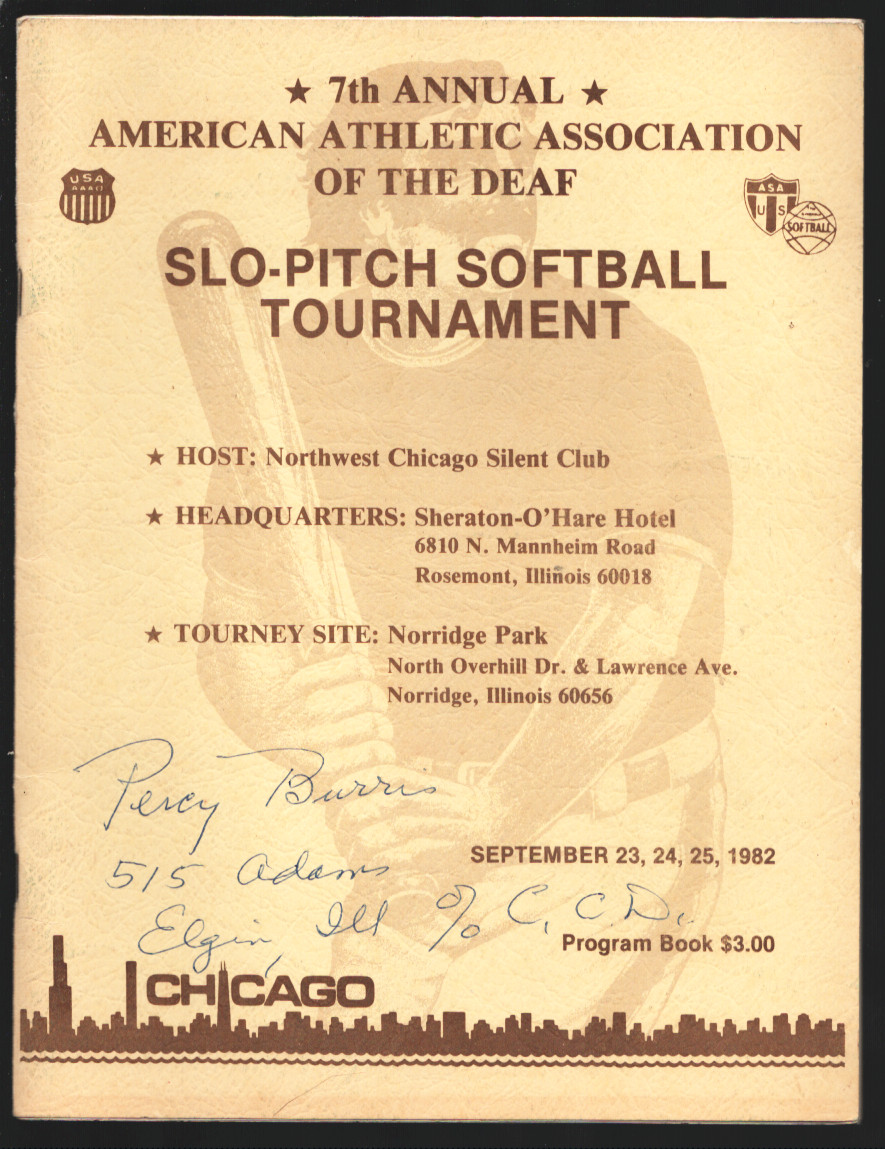 ★ 7th ANNUAL ★
AMERICAN ATHLETIC ASSOCIATION
OF THE DEAF
USA
AAAD
ASA
US
SOFTBALL
SLO-PITCH SOFTBALL
TOURNAMENT
★ HOST: Northwest Chicago Silent Club
★ HEADQUARTERS: Sheraton-O'Hare Hotel
6810 N. Mannheim Road
Rosemont, Illinois 60018
★ TOURNEY SITE: Norridge Park
North Overhill Dr. & Lawrence Ave.
Norridge, Illinois 60656
Percy Burris
515 Adams
Elgin, Ill % C. C. D.
SEPTEMBER 23, 24, 25, 1982
Program Book $3.00
CHICAGO